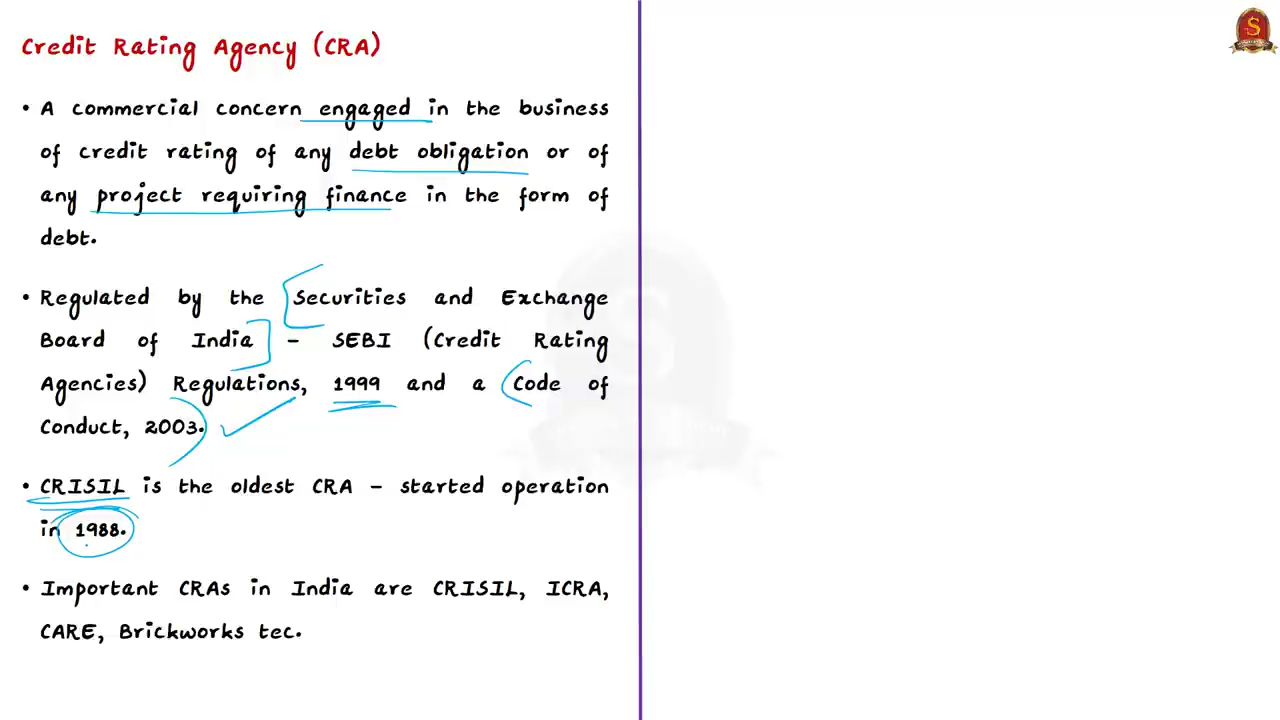 Credit Rating Agency (CRA)
• A commercial concern engaged in the business
of credit rating of any debt obligation or of
any project requiring finance in the form of
debt.
• Regulated by the Securities and Exchange
Board of India - SEBI (Credit Rating
Agencies) Regulations, 1999 and a Code of
Conduct, 2003.
• CRISIL is the oldest CRA - started operation
in 1988.
• Important CRAs in India are CRISIL, ICRA,
CARE, Brickworks tec.